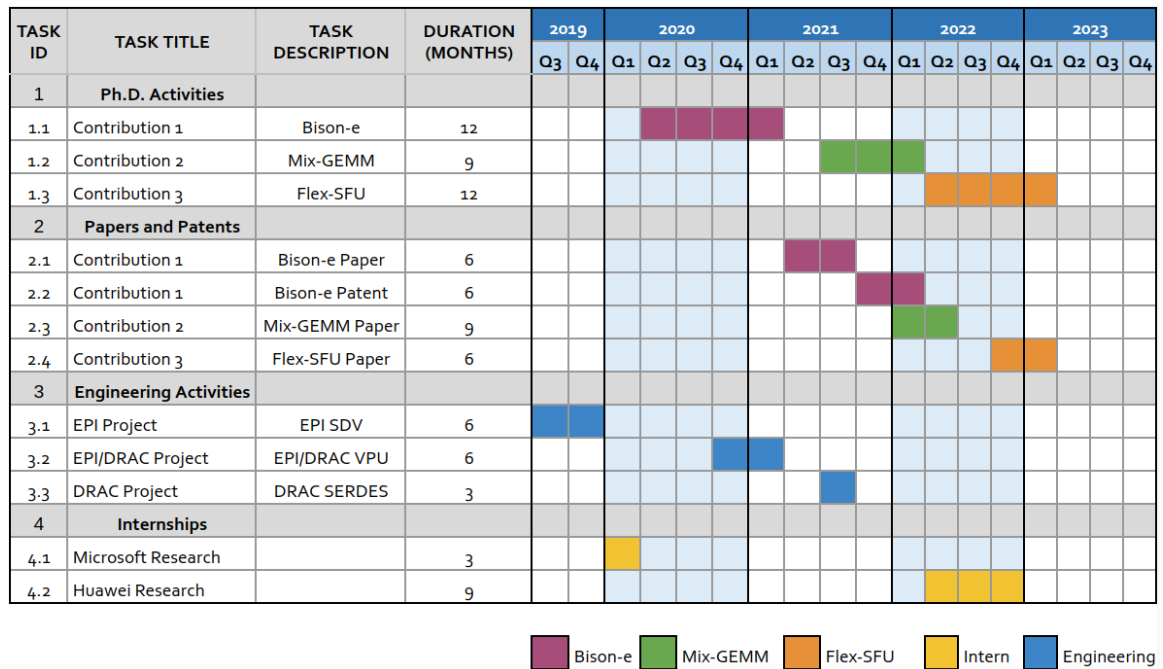 TASK ID TASK TITLE TASK DESCRIPTION DURATION (MONTHS) 2019 2020 2021 2022 2023
Q3 Q4 Q1 Q2 Q3 Q4 Q1 Q2 Q3 Q4 Q1 Q2 Q3 Q4 Q1 Q2 Q3 Q4
1 Ph.D. Activities
1.1 Contribution 1 Bison-e 12
1.2 Contribution 2 Mix-GEMM 9
1.3 Contribution 3 Flex-SFU 12
2 Papers and Patents
2.1 Contribution 1 Bison-e Paper 6
2.2 Contribution 1 Bison-e Patent 6
2.3 Contribution 2 Mix-GEMM Paper 9
2.4 Contribution 3 Flex-SFU Paper 6
3 Engineering Activities
3.1 EPI Project EPI SDV 6
3.2 EPI/DRAC Project EPI/DRAC VPU 6
3.3 DRAC Project DRAC SERDES 3
4 Internships
4.1 Microsoft Research 3
4.2 Huawei Research 9
Bison-e Mix-GEMM Flex-SFU Intern Engineering